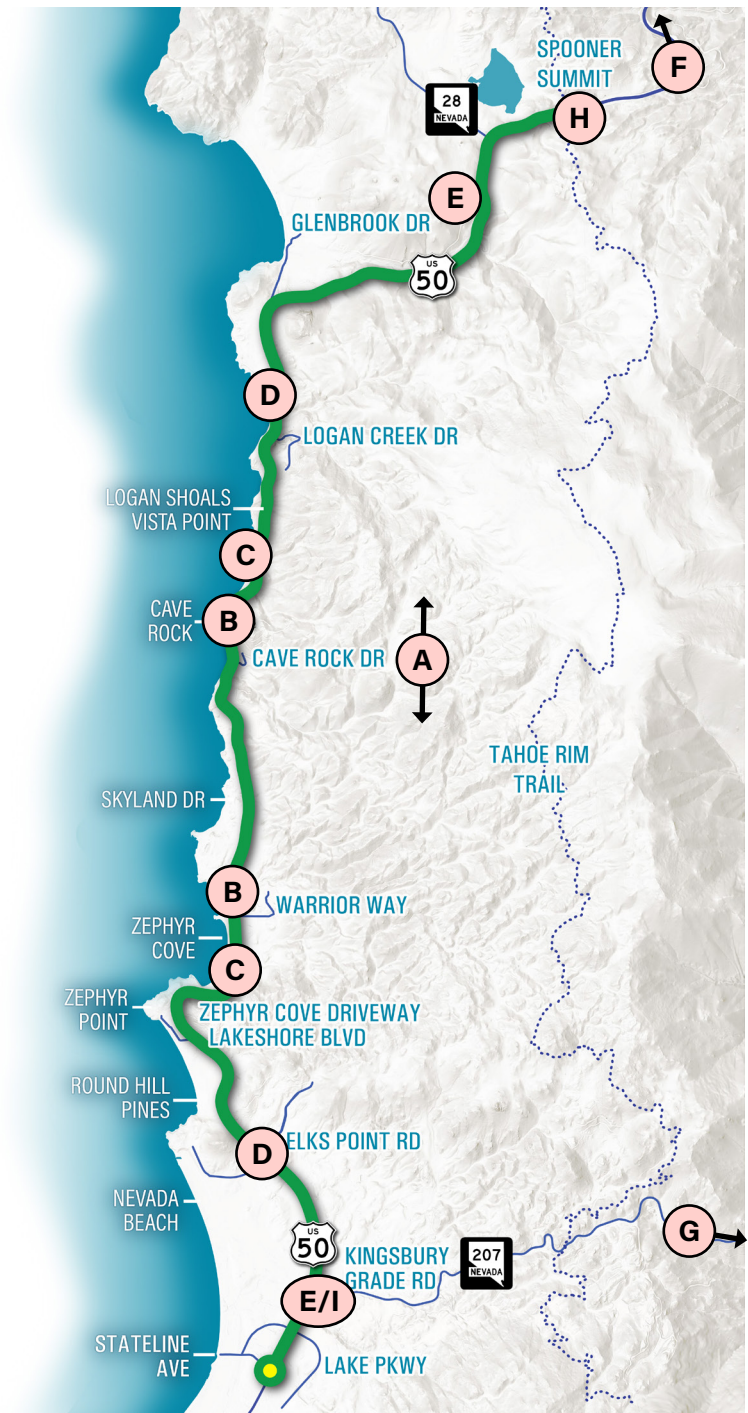 SPOONER
SUMMIT
F
28
NEVADA
H
E
GLENBROOK DR
US
50
D
LOGAN CREEK DR
LOGAN SHOALS
VISTA POINT
C
CAVE
ROCK
B
CAVE ROCK DR
A
TAHOE RIM
TRAIL
SKYLAND DR
B
WARRIOR WAY
ZEPHYR
COVE
C
ZEPHYR
POINT
ZEPHYR COVE DRIVEWAY
LAKESHORE BLVD
ROUND HILL
PINES
D
ELKS POINT RD
NEVADA
BEACH
G
US
50
KINGSBURY
GRADE RD
207
NEVADA
E/I
STATELINE
AVE
LAKE PKWY